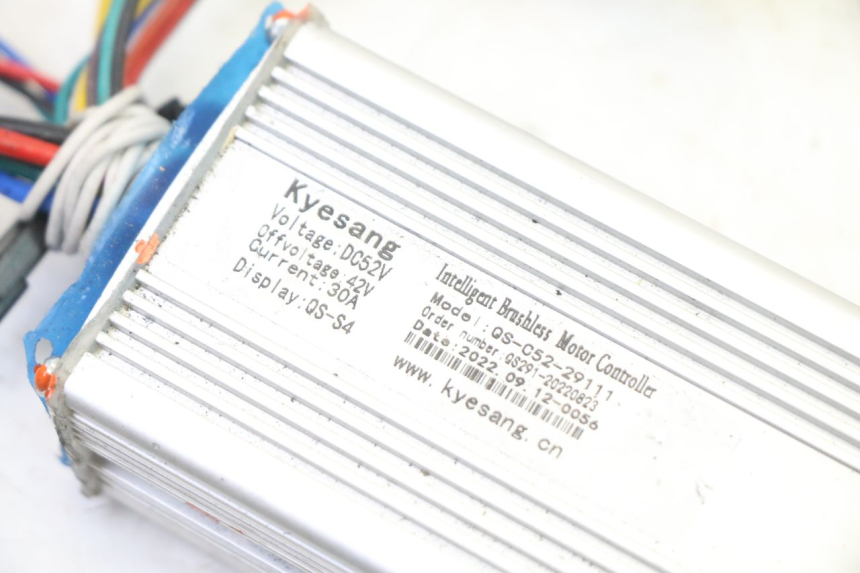 Kyesang
Voltage:DC52V
Offvoltage:42V
Current:30A
Display:QS-S4
Intelligent Brushless Motor Controller
Model:QS-C52-29111
Order number:QS291-20220823
Date:2022.09.12-0056
www.kyesang.cn